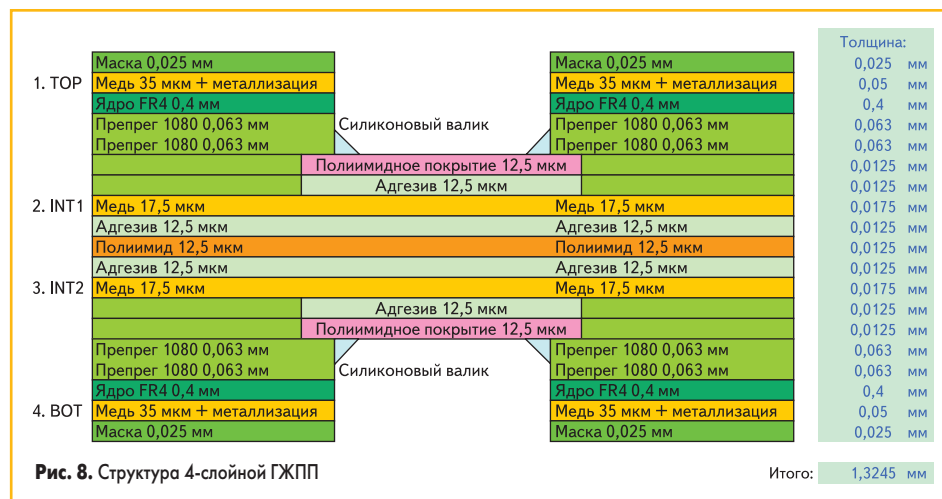 Толщина:
Маска 0,025 мм Маска 0,025 мм 0,025 мм
1. TOP Медь 35 мкм + металлизация Медь 35 мкм + металлизация 0,05 мм
Ядро FR4 0,4 мм Ядро FR4 0,4 мм 0,4 мм
Препрег 1080 0,063 мм Силиконовый валик Препрег 1080 0,063 мм 0,063 мм
Препрег 1080 0,063 мм Препрег 1080 0,063 мм 0,063 мм
Полиимидное покрытие 12,5 мкм 0,0125 мм
Адгезив 12,5 мкм 0,0125 мм
2. INT1 Медь 17,5 мкм Медь 17,5 мкм 0,0175 мм
Адгезив 12,5 мкм Адгезив 12,5 мкм 0,0125 мм
Полиимид 12,5 мкм Полиимид 12,5 мкм 0,0125 мм
Адгезив 12,5 мкм Адгезив 12,5 мкм 0,0125 мм
3. INT2 Медь 17,5 мкм Медь 17,5 мкм 0,0175 мм
Адгезив 12,5 мкм 0,0125 мм
Полиимидное покрытие 12,5 мкм 0,0125 мм
Препрег 1080 0,063 мм Препрег 1080 0,063 мм 0,063 мм
Препрег 1080 0,063 мм Силиконовый валик Препрег 1080 0,063 мм 0,063 мм
Ядро FR4 0,4 мм Ядро FR4 0,4 мм 0,4 мм
4. BOT Медь 35 мкм + металлизация Медь 35 мкм + металлизация 0,05 мм
Маска 0,025 мм Маска 0,025 мм 0,025 мм
Рис. 8. Структура 4-слойной ГЖПП Итого: 1,3245 мм